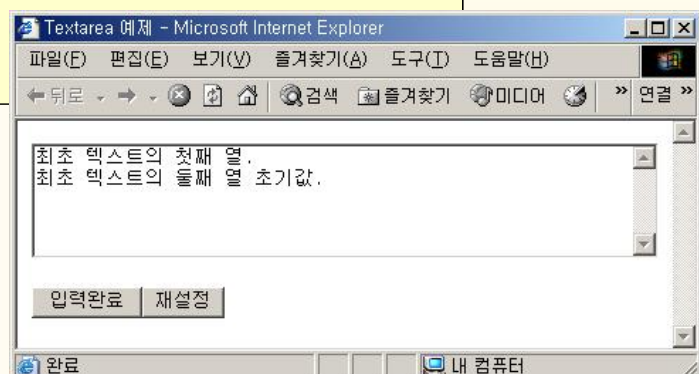 Textarea 예제 - Microsoft Internet Explorer
파일(F) 편집(E) 보기(V) 즐겨찾기(A) 도구(T) 도움말(H)
뒤로 검색 즐겨찾기 미디어 » 연결 »
최초 텍스트의 첫째 열.
최초 텍스트의 둘째 열 초기값.
입력완료 재설정
완료 내 컴퓨터